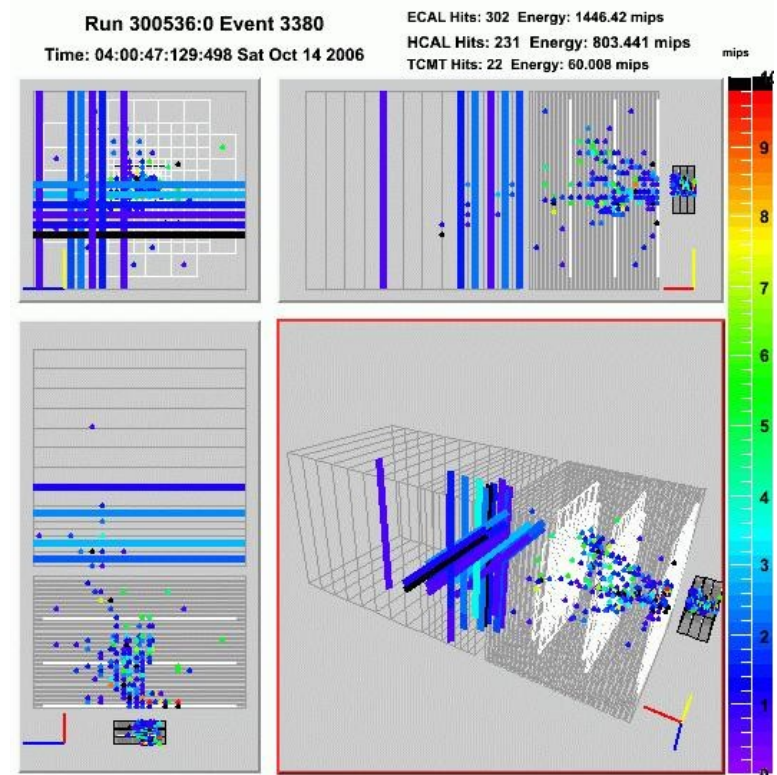 Run 300536:0 Event 3380
Time: 04:00:47:129:498 Sat Oct 14 2006
ECAL Hits: 302 Energy: 1446.42 mips
HCAL Hits: 231 Energy: 803.441 mips
TCMT Hits: 22 Energy: 60.008 mips
mips
10
9
8
7
6
5
4
3
2
1
0